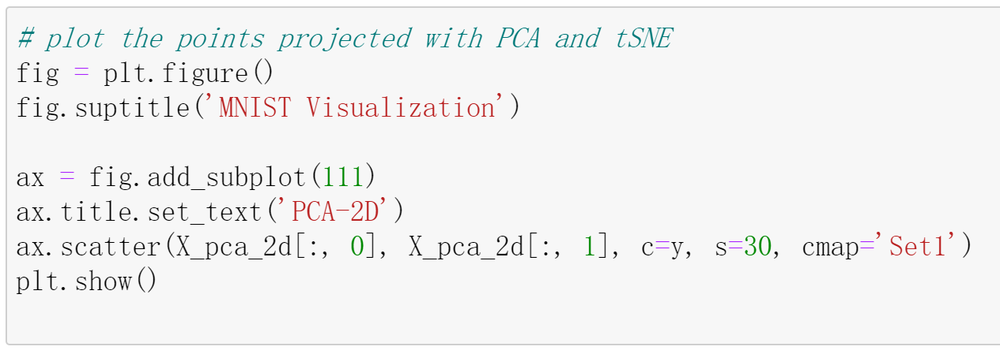 # plot the points projected with PCA and tSNE
fig = plt.figure()
fig.suptitle('MNIST Visualization')
ax = fig.add_subplot(111)
ax.title.set_text('PCA-2D')
ax.scatter(X_pca_2d[:, 0], X_pca_2d[:, 1], c=y, s=30, cmap='Set1')
plt.show()